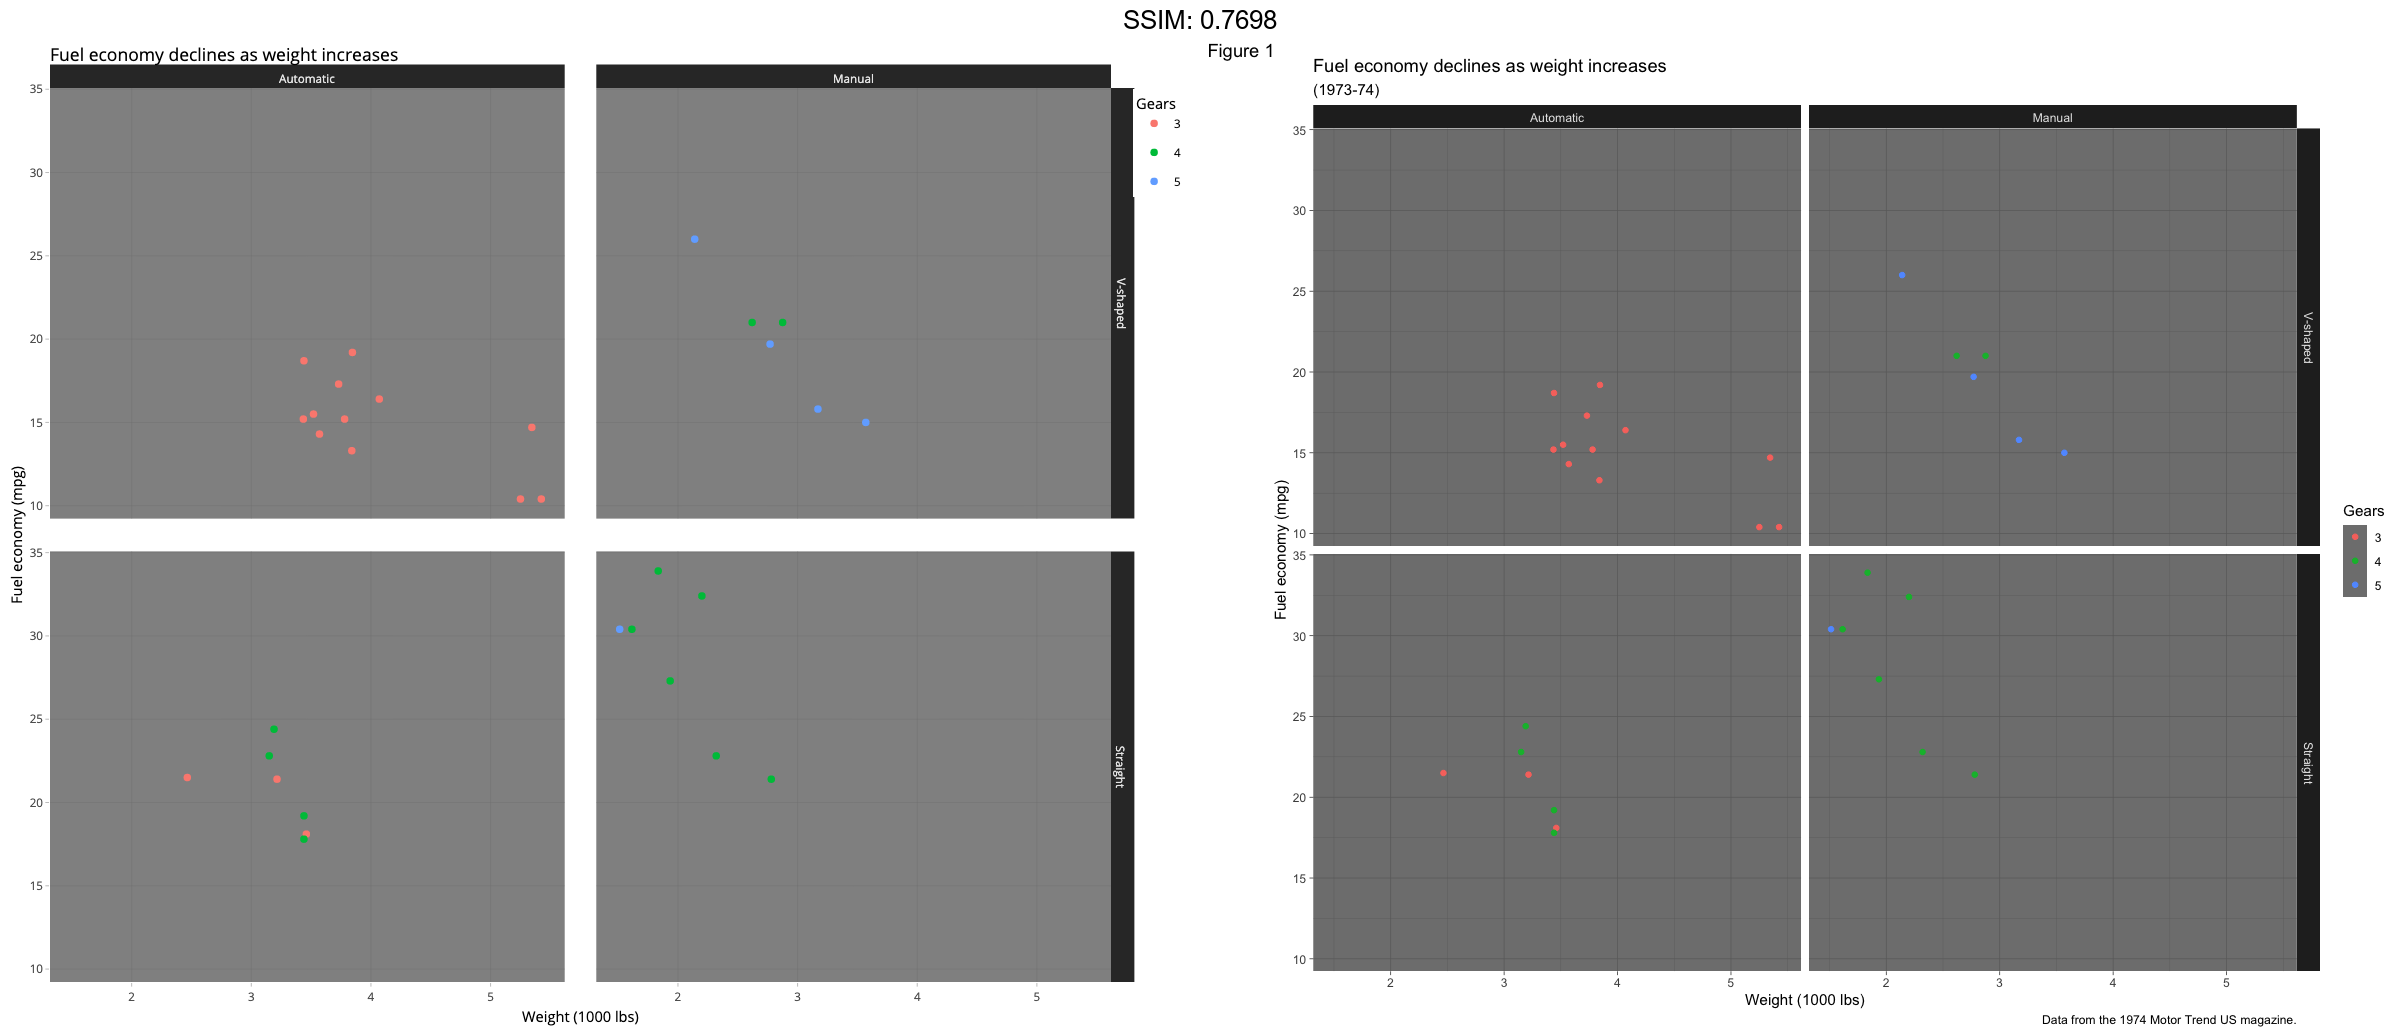 SSIM: 0.7698
Fuel economy declines as weight increases
Automatic
Manual
Gears
3
4
5
35
30
25
20
15
10
V-shaped
Fuel economy (mpg)
35
30
25
20
15
10
Straight
2
3
4
5
2
3
4
5
Weight (1000 lbs)
Figure 1
Fuel economy declines as weight increases
(1973-74)
Automatic
Manual
35
30
25
20
15
10
V-shaped
Fuel economy (mpg)
Gears
3
4
5
35
30
25
20
15
10
Straight
2
3
4
5
2
3
4
5
Weight (1000 lbs)
Data from the 1974 Motor Trend US magazine.